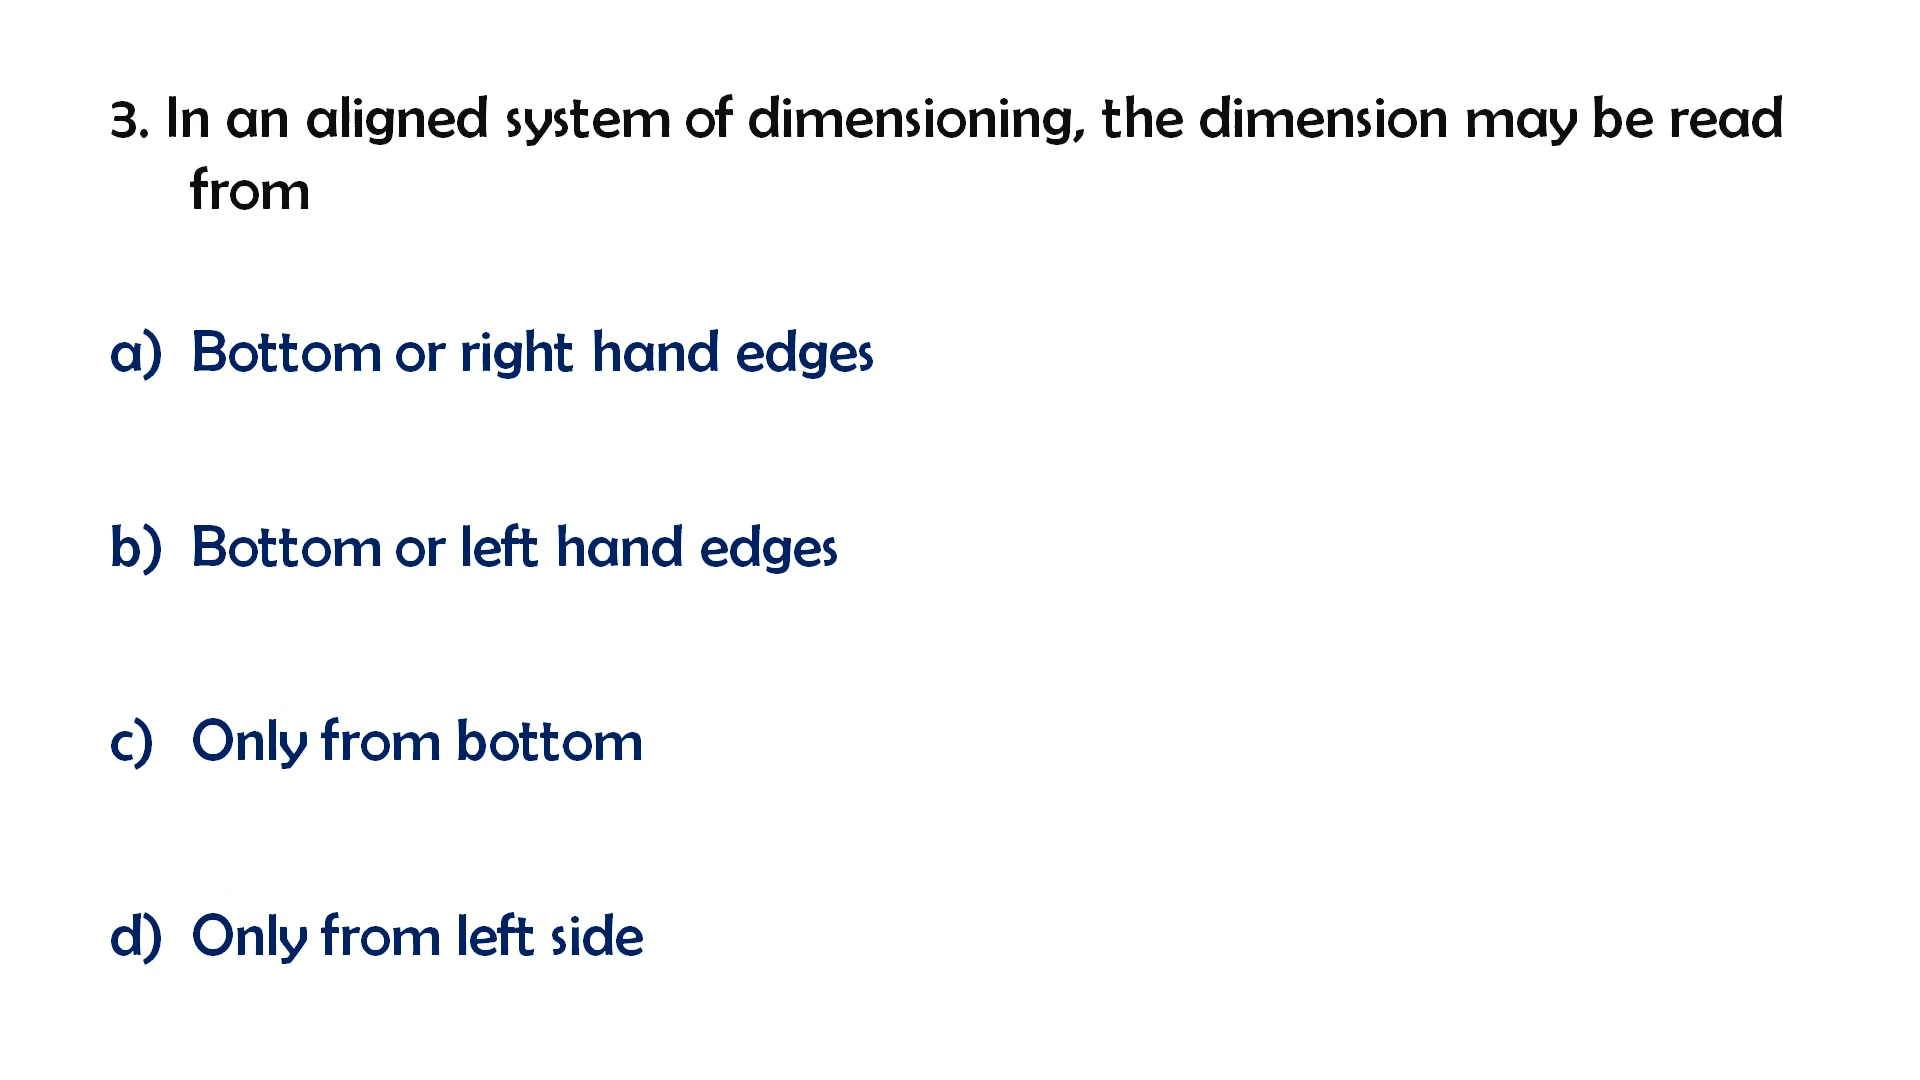 3. In an aligned system of dimensioning, the dimension may be read
from
a) Bottom or right hand edges
b) Bottom or left hand edges
c) Only from bottom
d) Only from left side